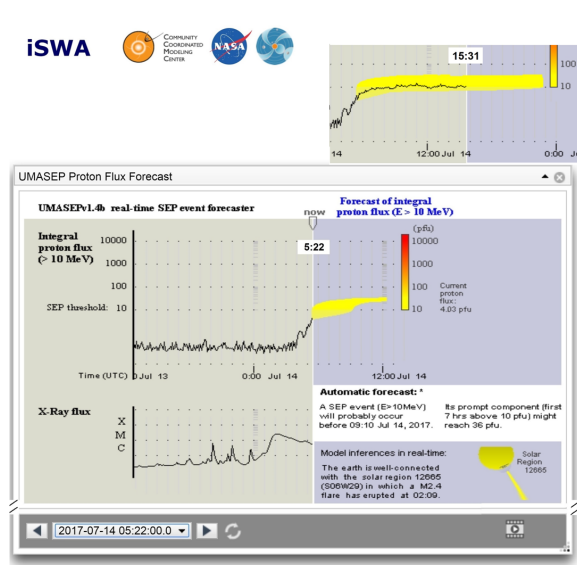 iSWA
COMMUNITY
COORDINATED
MODELING
CENTER
NASA
15:31
100
10
14
12:00 Jul 14
0:00 J
UMASEP Proton Flux Forecast
UMASEPv1.4b real-time SEP event forecaster
now
Forecast of integral
proton flux (E > 10 MeV)
Integral
proton flux
(> 10 MeV)
10000
1000
100
SEP threshold: 10
5:22
(pfu)
10000
1000
100
10
Current
proton
flux:
4.03 pfu
Time (UTC) 0 Jul 13
0:00 Jul 14
12:00 Jul 14
X-Ray flux
X
M
C
Automatic forecast: *
A SEP event (E>10MeV)
will probably occur
before 09:10 Jul 14, 2017.
Its prompt component (first
7 hrs above 10 pfu) might
reach 36 pfu.
Model inferences in real-time:
The earth is well-connected
with the solar region 12665
(S06W29) in which a M2.4
flare has erupted at 02:09.
Solar
Region
12665
2017-07-14 05:22:00.0